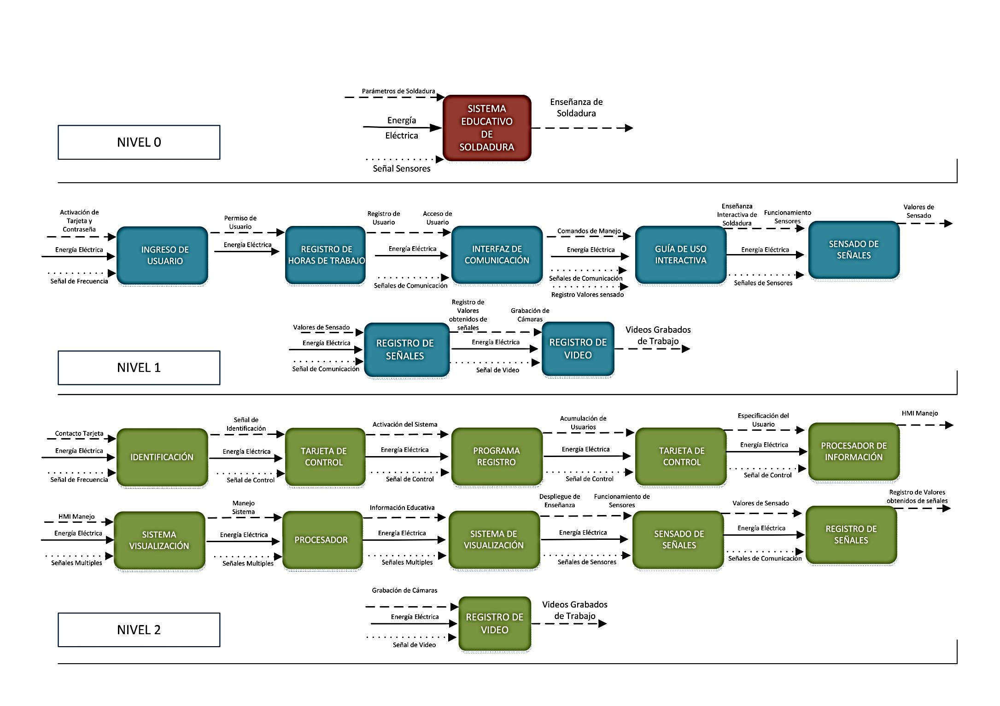 Parámetros de Soldadura
Energía
Eléctrica
Señal Sensores
SISTEMA
EDUCATIVO
DE
SOLDADURA
Enseñanza de
Soldadura
NIVEL 0
Activación de
Tarjeta y
Contraseña
Energía Eléctrica
Señal de Frecuencia
INGRESO DE
USUARIO
Permiso de
Usuario
Energía Eléctrica
REGISTRO DE
HORAS DE TRABAJO
Registro de
Usuario
Acceso de
Usuario
Energía Eléctrica
Señales de Comunicación
INTERFAZ DE
COMUNICACIÓN
Comandos de Manejo
Energía Eléctrica
Señales de Comunicación
Registro Valores sensado
GUÍA DE USO
INTERACTIVA
Enseñanza
Interactiva de
Soldadura
Funcionamiento
Sensores
Energía Eléctrica
Señales de Sensores
SENSADO DE
SEÑALES
Valores de
Sensado
Valores de Sensado
Energía Eléctrica
Señal de Comunicación
REGISTRO DE
SEÑALES
Registro de
Valores
obtenidos de
señales
Grabación de
Cámaras
Energía Eléctrica
Señal de Video
REGISTRO DE
VIDEO
Videos Grabados
de Trabajo
NIVEL 1
Contacto Tarjeta
Energía Eléctrica
Señal de Frecuencia
IDENTIFICACIÓN
Señal de
Identificación
Energía Eléctrica
Señal de Control
TARJETA DE
CONTROL
Activación del Sistema
Energía Eléctrica
Señal de Control
PROGRAMA
REGISTRO
Acumulación de
Usuarios
Energía Eléctrica
Señal de Control
TARJETA DE
CONTROL
Especificación del
Usuario
Energía Eléctrica
Señal de Control
PROCESADOR DE
INFORMACIÓN
HMI Manejo
HMI Manejo
Energía Eléctrica
Señales Multiples
SISTEMA
VISUALIZACIÓN
Manejo
Sistema
Energía Eléctrica
Señales Multiples
PROCESADOR
Información Educativa
Energía Eléctrica
Señales Multiples
SISTEMA DE
VISUALIZACIÓN
Despliegue de
Enseñanza
Funcionamiento de
Sensores
Energía Eléctrica
Señales de Sensores
SENSADO DE
SEÑALES
Valores de Sensado
Energía Eléctrica
Señales de Comunicación
REGISTRO DE
SEÑALES
Registro de Valores
obtenidos de señales
Grabación de Cámaras
Energía Eléctrica
Señal de Video
REGISTRO DE
VIDEO
Videos Grabados
de Trabajo
NIVEL 2